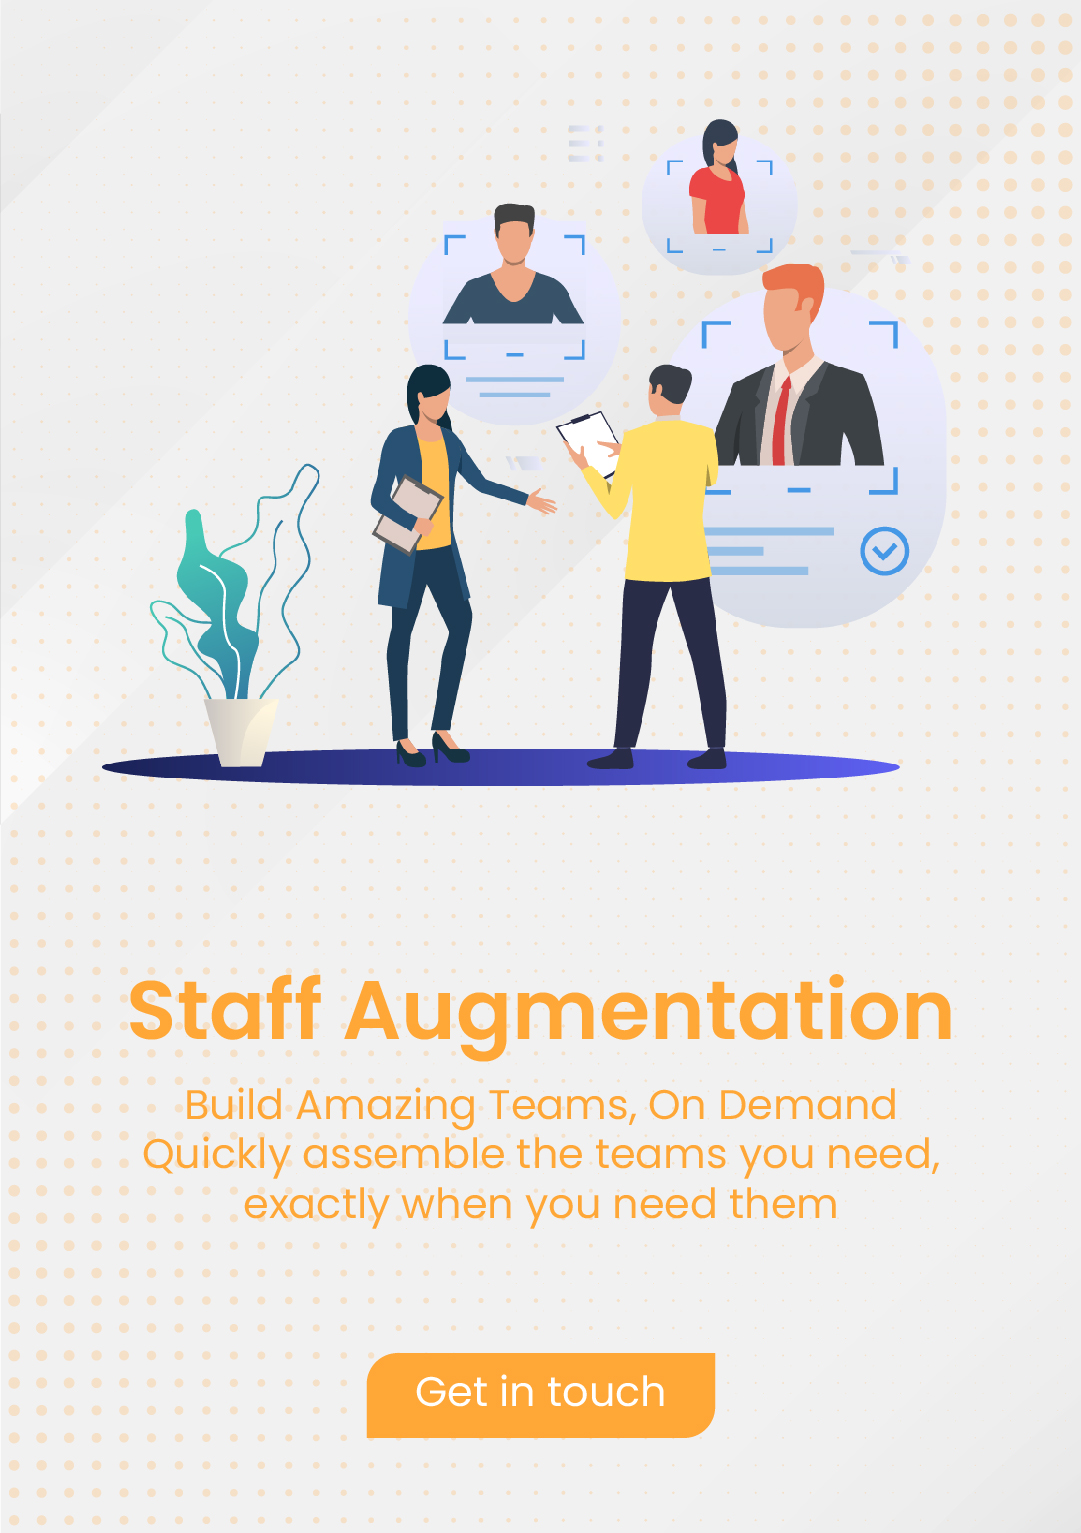 Staff Augmentation
Build Amazing Teams, On Demand
Quickly assemble the teams you need,
exactly when you need them
Get in touch